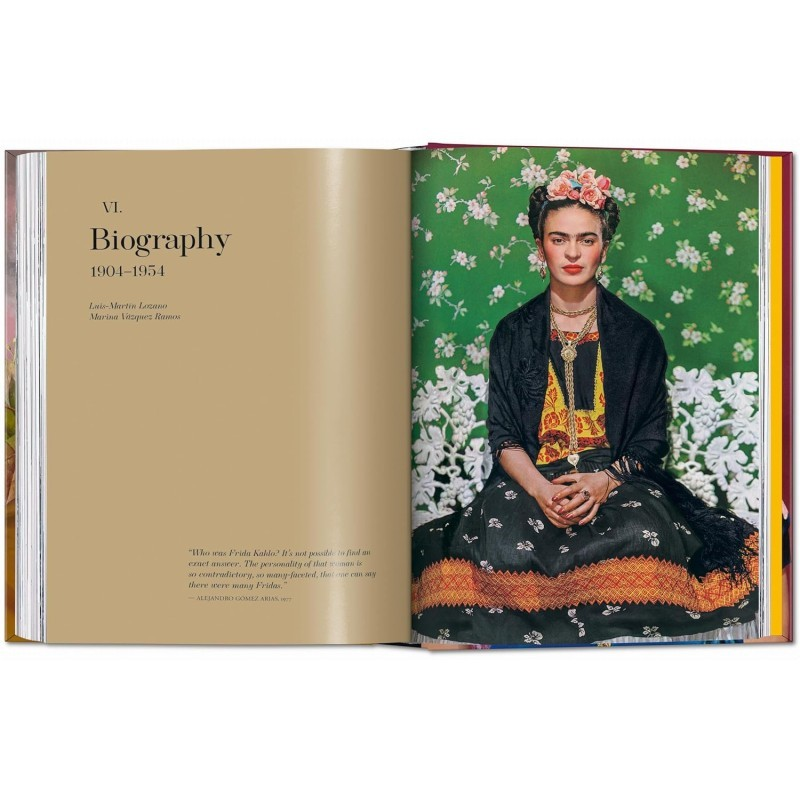 VI.
Biography
1904–1954
Luis-Martín Lozano
Marina Vázquez Ramos
“Who was Frida Kahlo? It’s not possible to find an
exact answer. The personality of that woman is
so contradictory, so many-faceted, that one can say
there were many Fridas.”
— ALEJANDRO GÓMEZ ARIAS, 1977